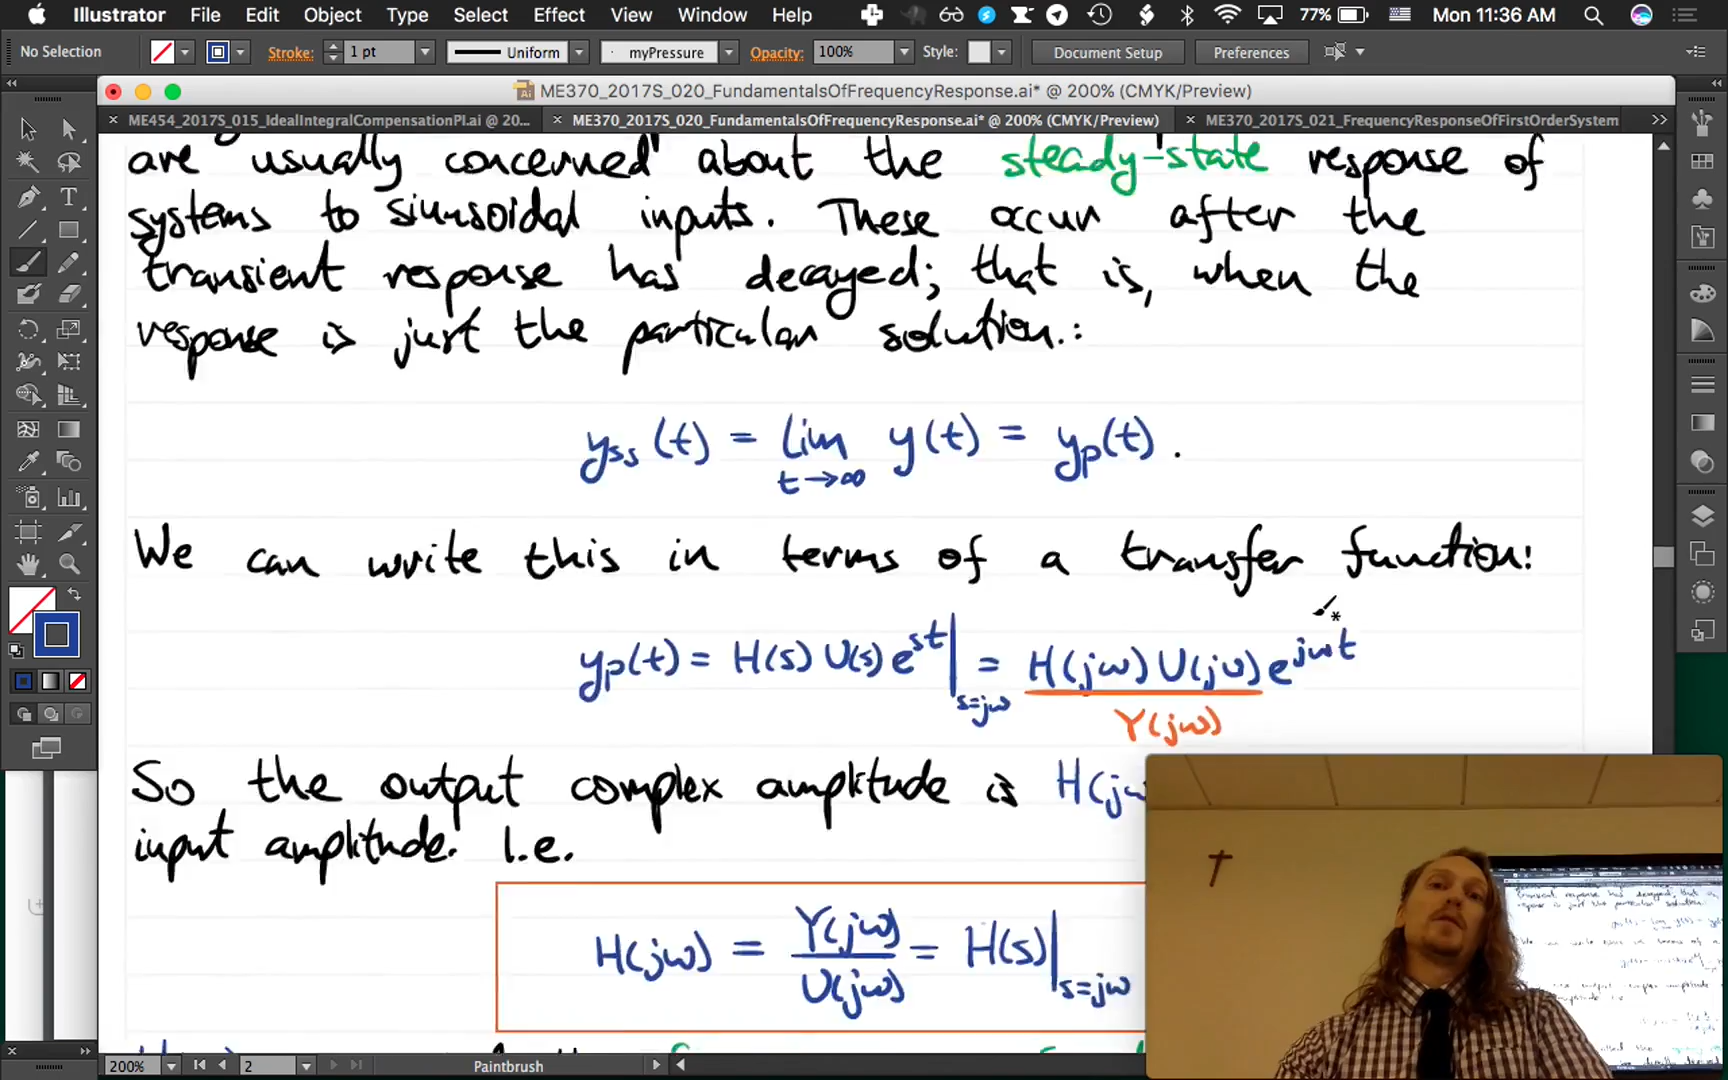 Illustrator File Edit Object Type Select Effect View Window Help 77% Mon 11:36 AM
No Selection Stroke: 1 pt Uniform myPressure Opacity: 100% Style: Document Setup Preferences
ME370_2017S_020_FundamentalsOfFrequencyResponse.ai* @ 200% (CMYK/Preview)
ME454_2017S_015_IdealIntegralCompensationPI.ai @ 20... ME370_2017S_020_FundamentalsOfFrequencyResponse.ai* @ 200% (CMYK/Preview) ME370_2017S_021_FrequencyResponseOfFirstOrderSystem
are usually concerned about the steady-state response of
systems to siunsoidal inputs. These occur after the
transient response has decayed; that is, when the
response is just the particular solution.:
yss(t) = lim t→∞ y(t) = yp(t).
We can write this in terms of a transfer function:
yp(t) = H(s) U(s) e^st |s=jω = H(jω) U(jω) e^jωt
Y(jω)
So the output complex amplitude is H(jω
input amplitude. I.e.
H(jω) = Y(jω)/U(jω) = H(s)|s=jω
200% 2 Paintbrush